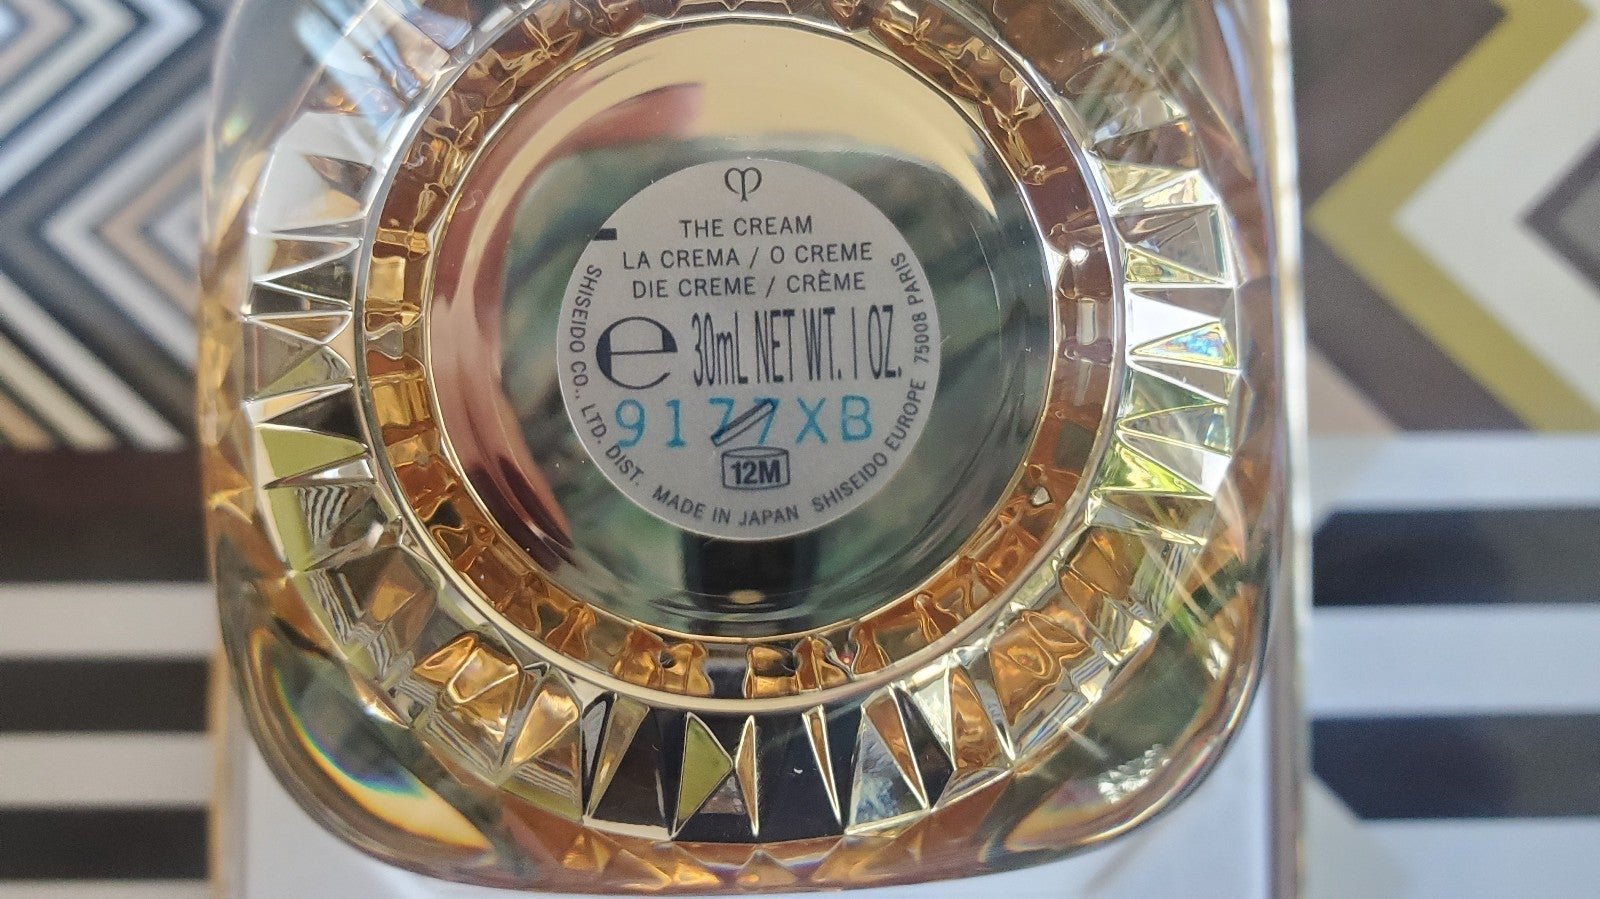 THE CREAM
LA CREMA / O CREME
DIE CREME / CRÈME
e 30mL NET WT. 1 OZ.
9177XB
12M
SHISEIDO CO., LTD. DIST. MADE IN JAPAN SHISEIDO EUROPE 75008 PARIS